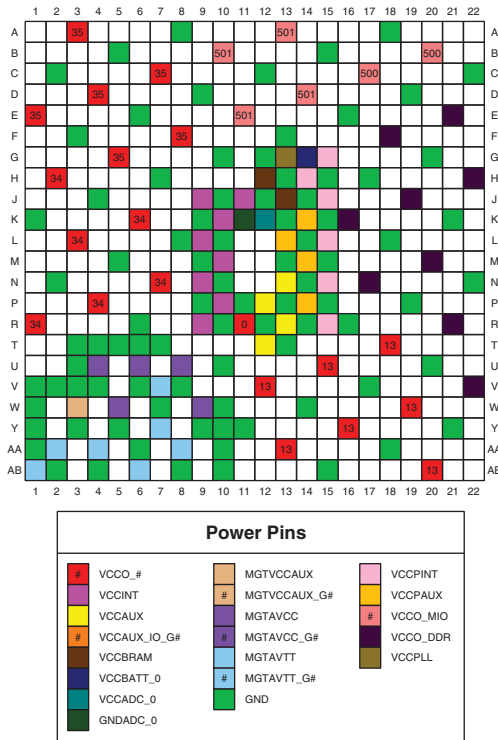 1 2 3 4 5 6 7 8 9 10 11 12 13 14 15 16 17 18 19 20 21 22
A 35 501 A
B 501 500 B
C 35 500 C
D 35 501 D
E 35 501 E
F 35 F
G 35 G
H 34 H
J J
K 34 K
L 34 L
M M
N 34 N
P 34 P
R 34 0 R
T 18 T
U 15 U
V 13 V
W 13 W
Y 13 Y
AA 13 AA
AB 13 AB
1 2 3 4 5 6 7 8 9 10 11 12 13 14 15 16 17 18 19 20 21 22
Power Pins
# VCCO_#
VCCINT
VCCAUX
# VCCAUX_IO_G#
VCCBRAM
VCCBATT_0
VCCADC_0
GNDADC_0
MGTVCCAUX
# MGTVCCAUX_G#
MGTAVCC
# MGTAVCC_G#
MGTAVTT
# MGTAVTT_G#
GND
VCCPINT
VCCPAUX
# VCCO_MIO
VCCO_DDR
VCCPLL